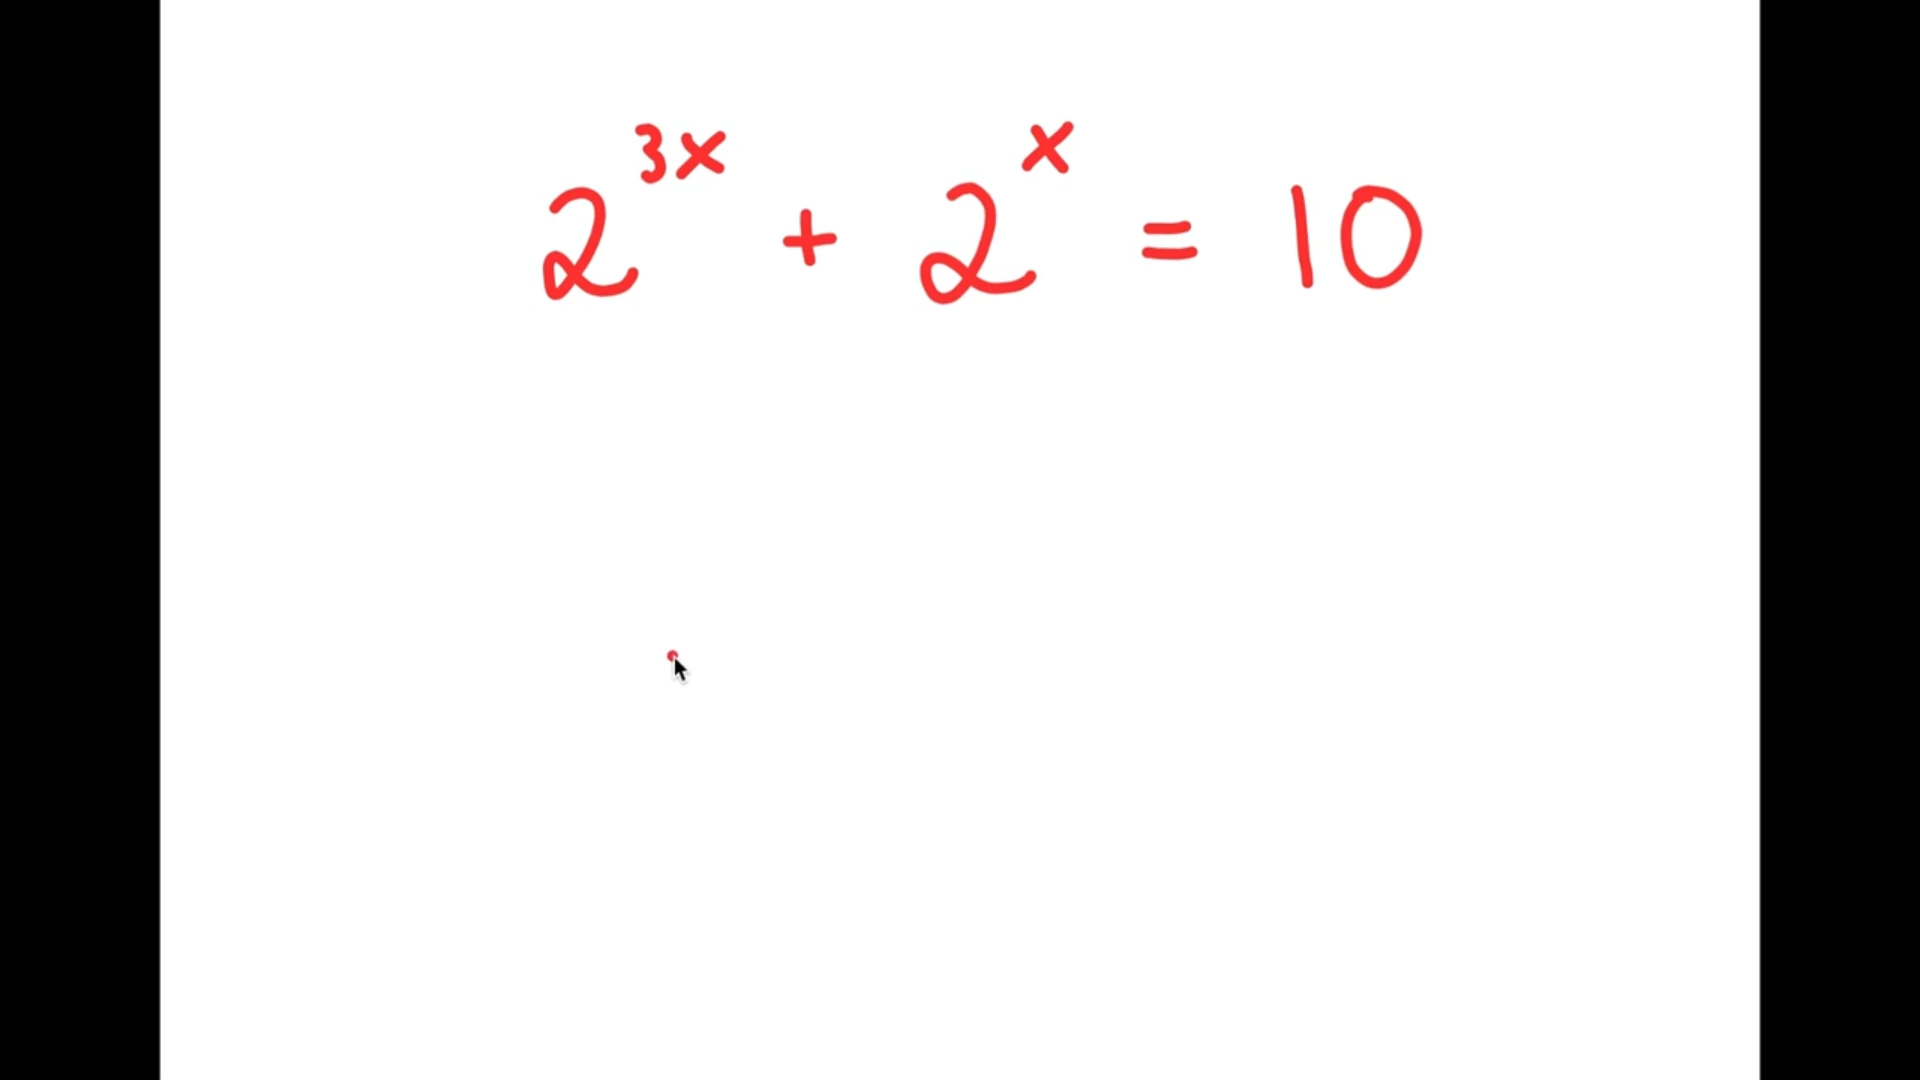 2^{3x} + 2^x = 10